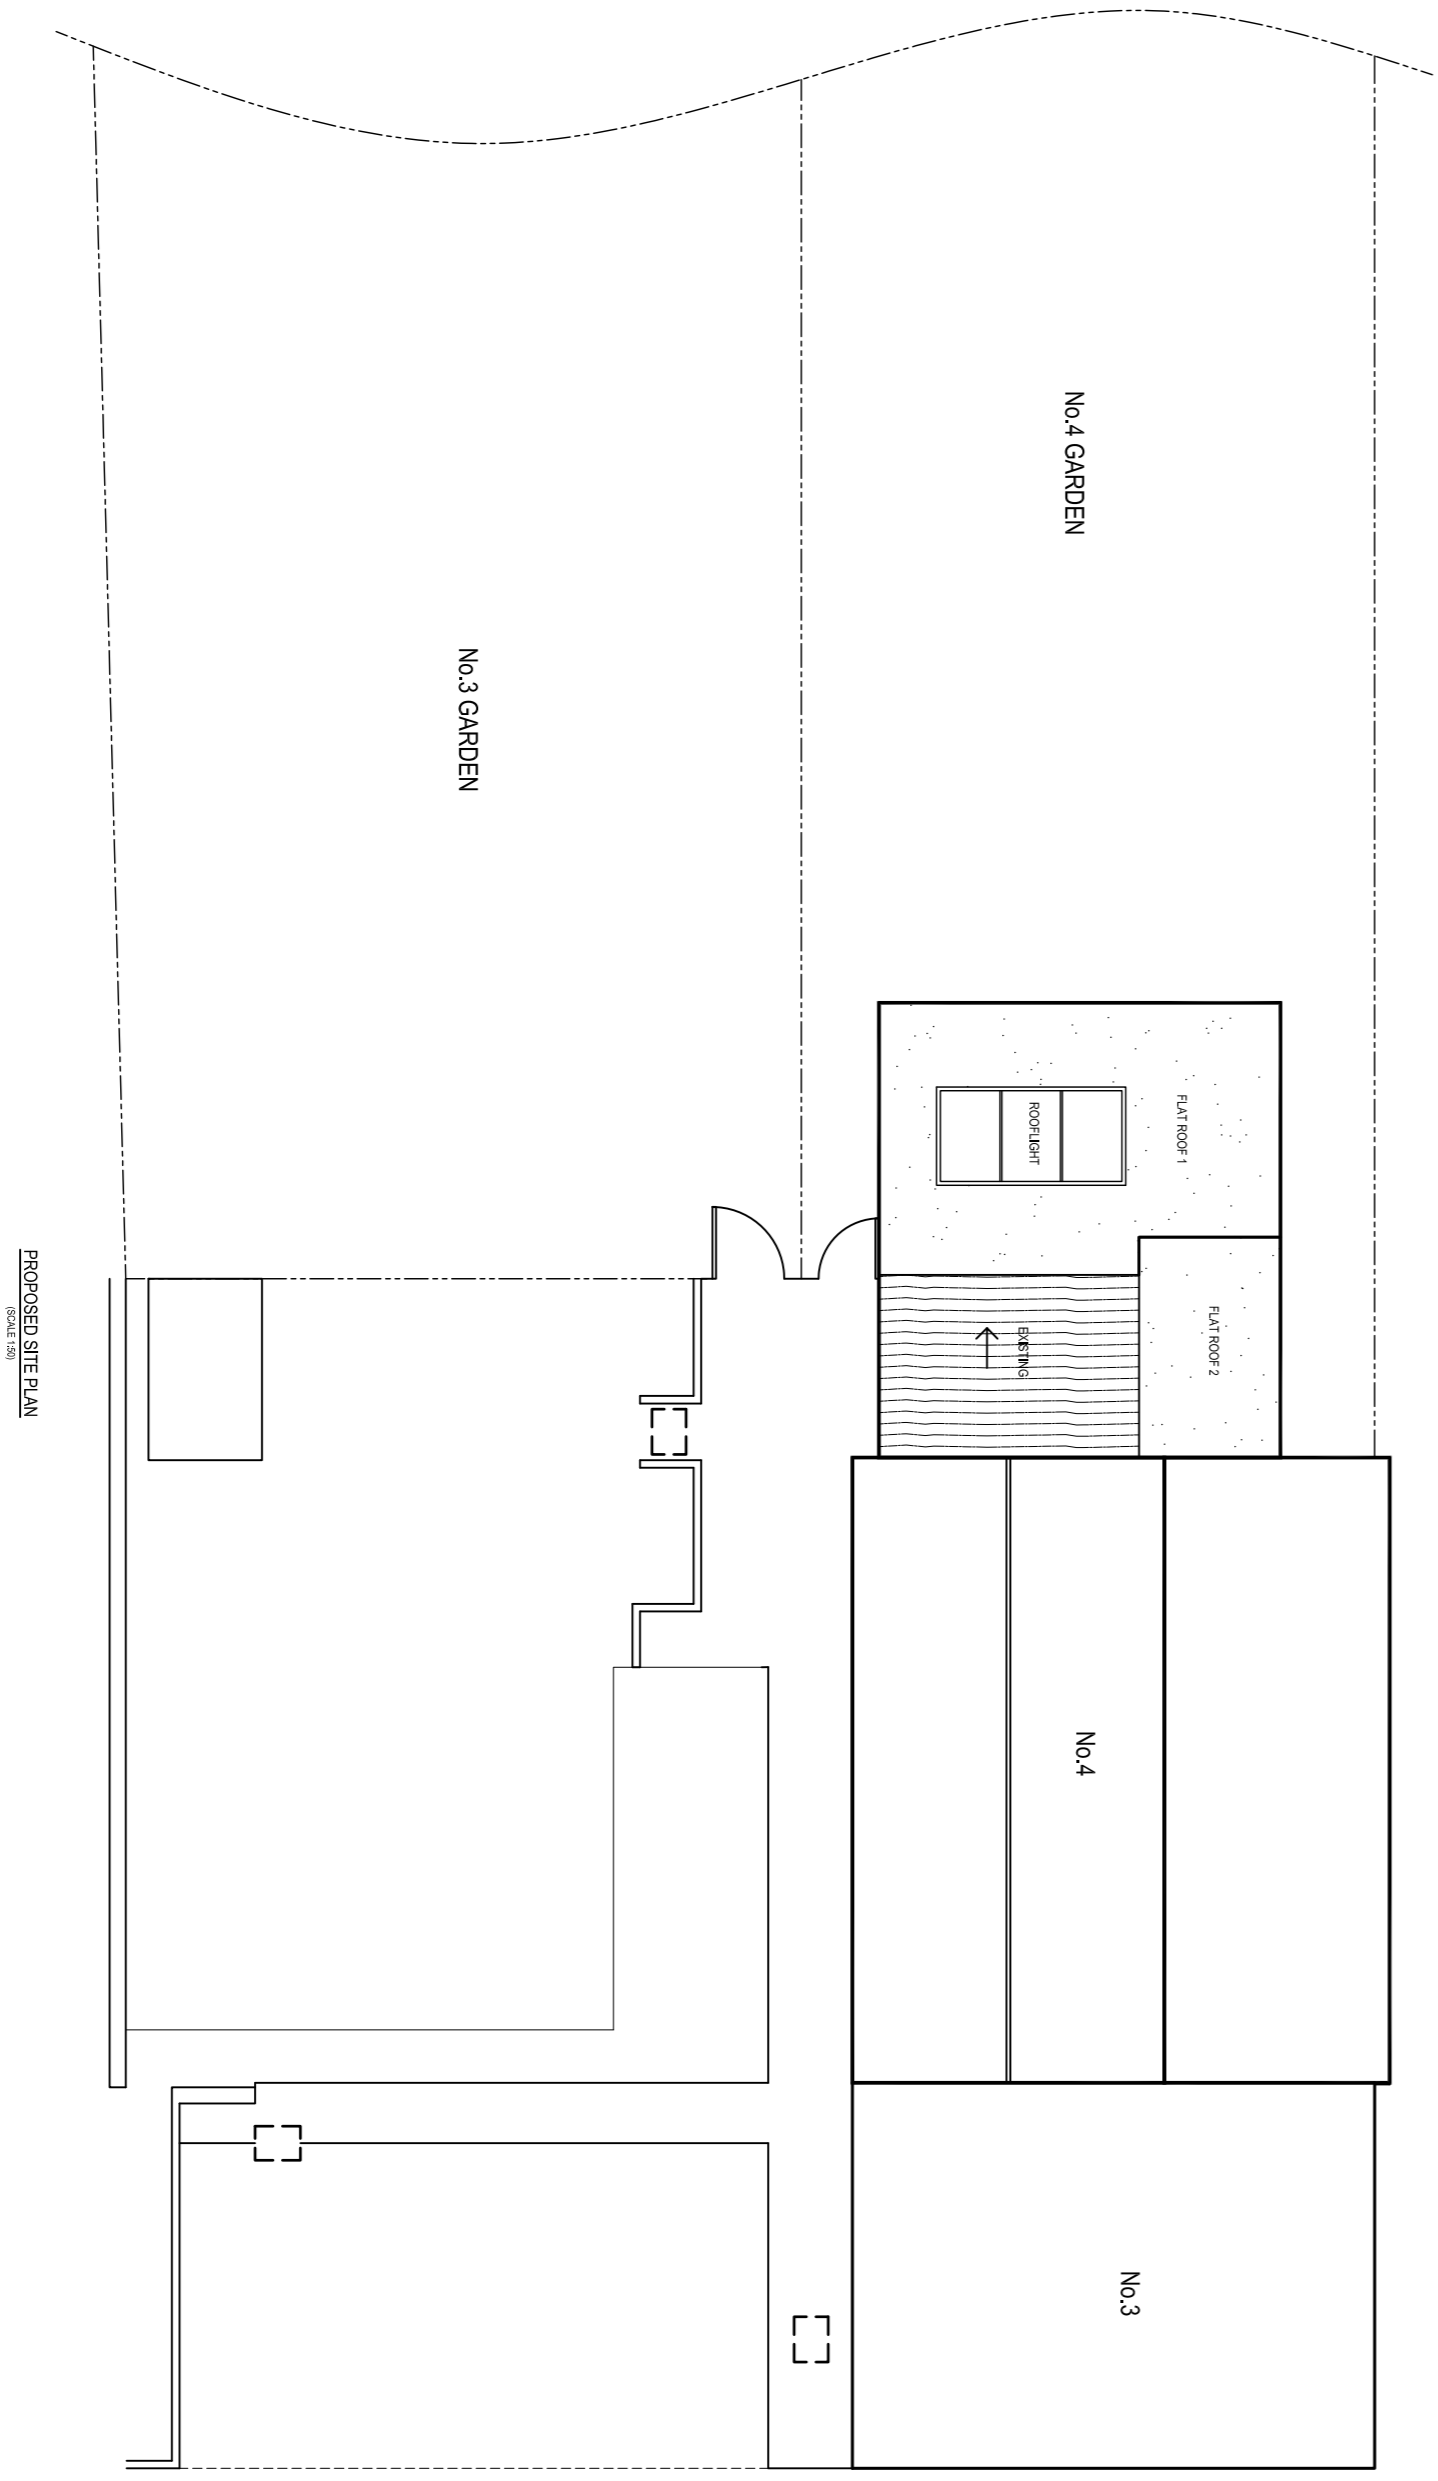 No.4 GARDEN
No.3 GARDEN
FLAT ROOF 1
ROOFLIGHT
FLAT ROOF 2
EXISTING
No.4
No.3
PROPOSED SITE PLAN
(SCALE 1:50)